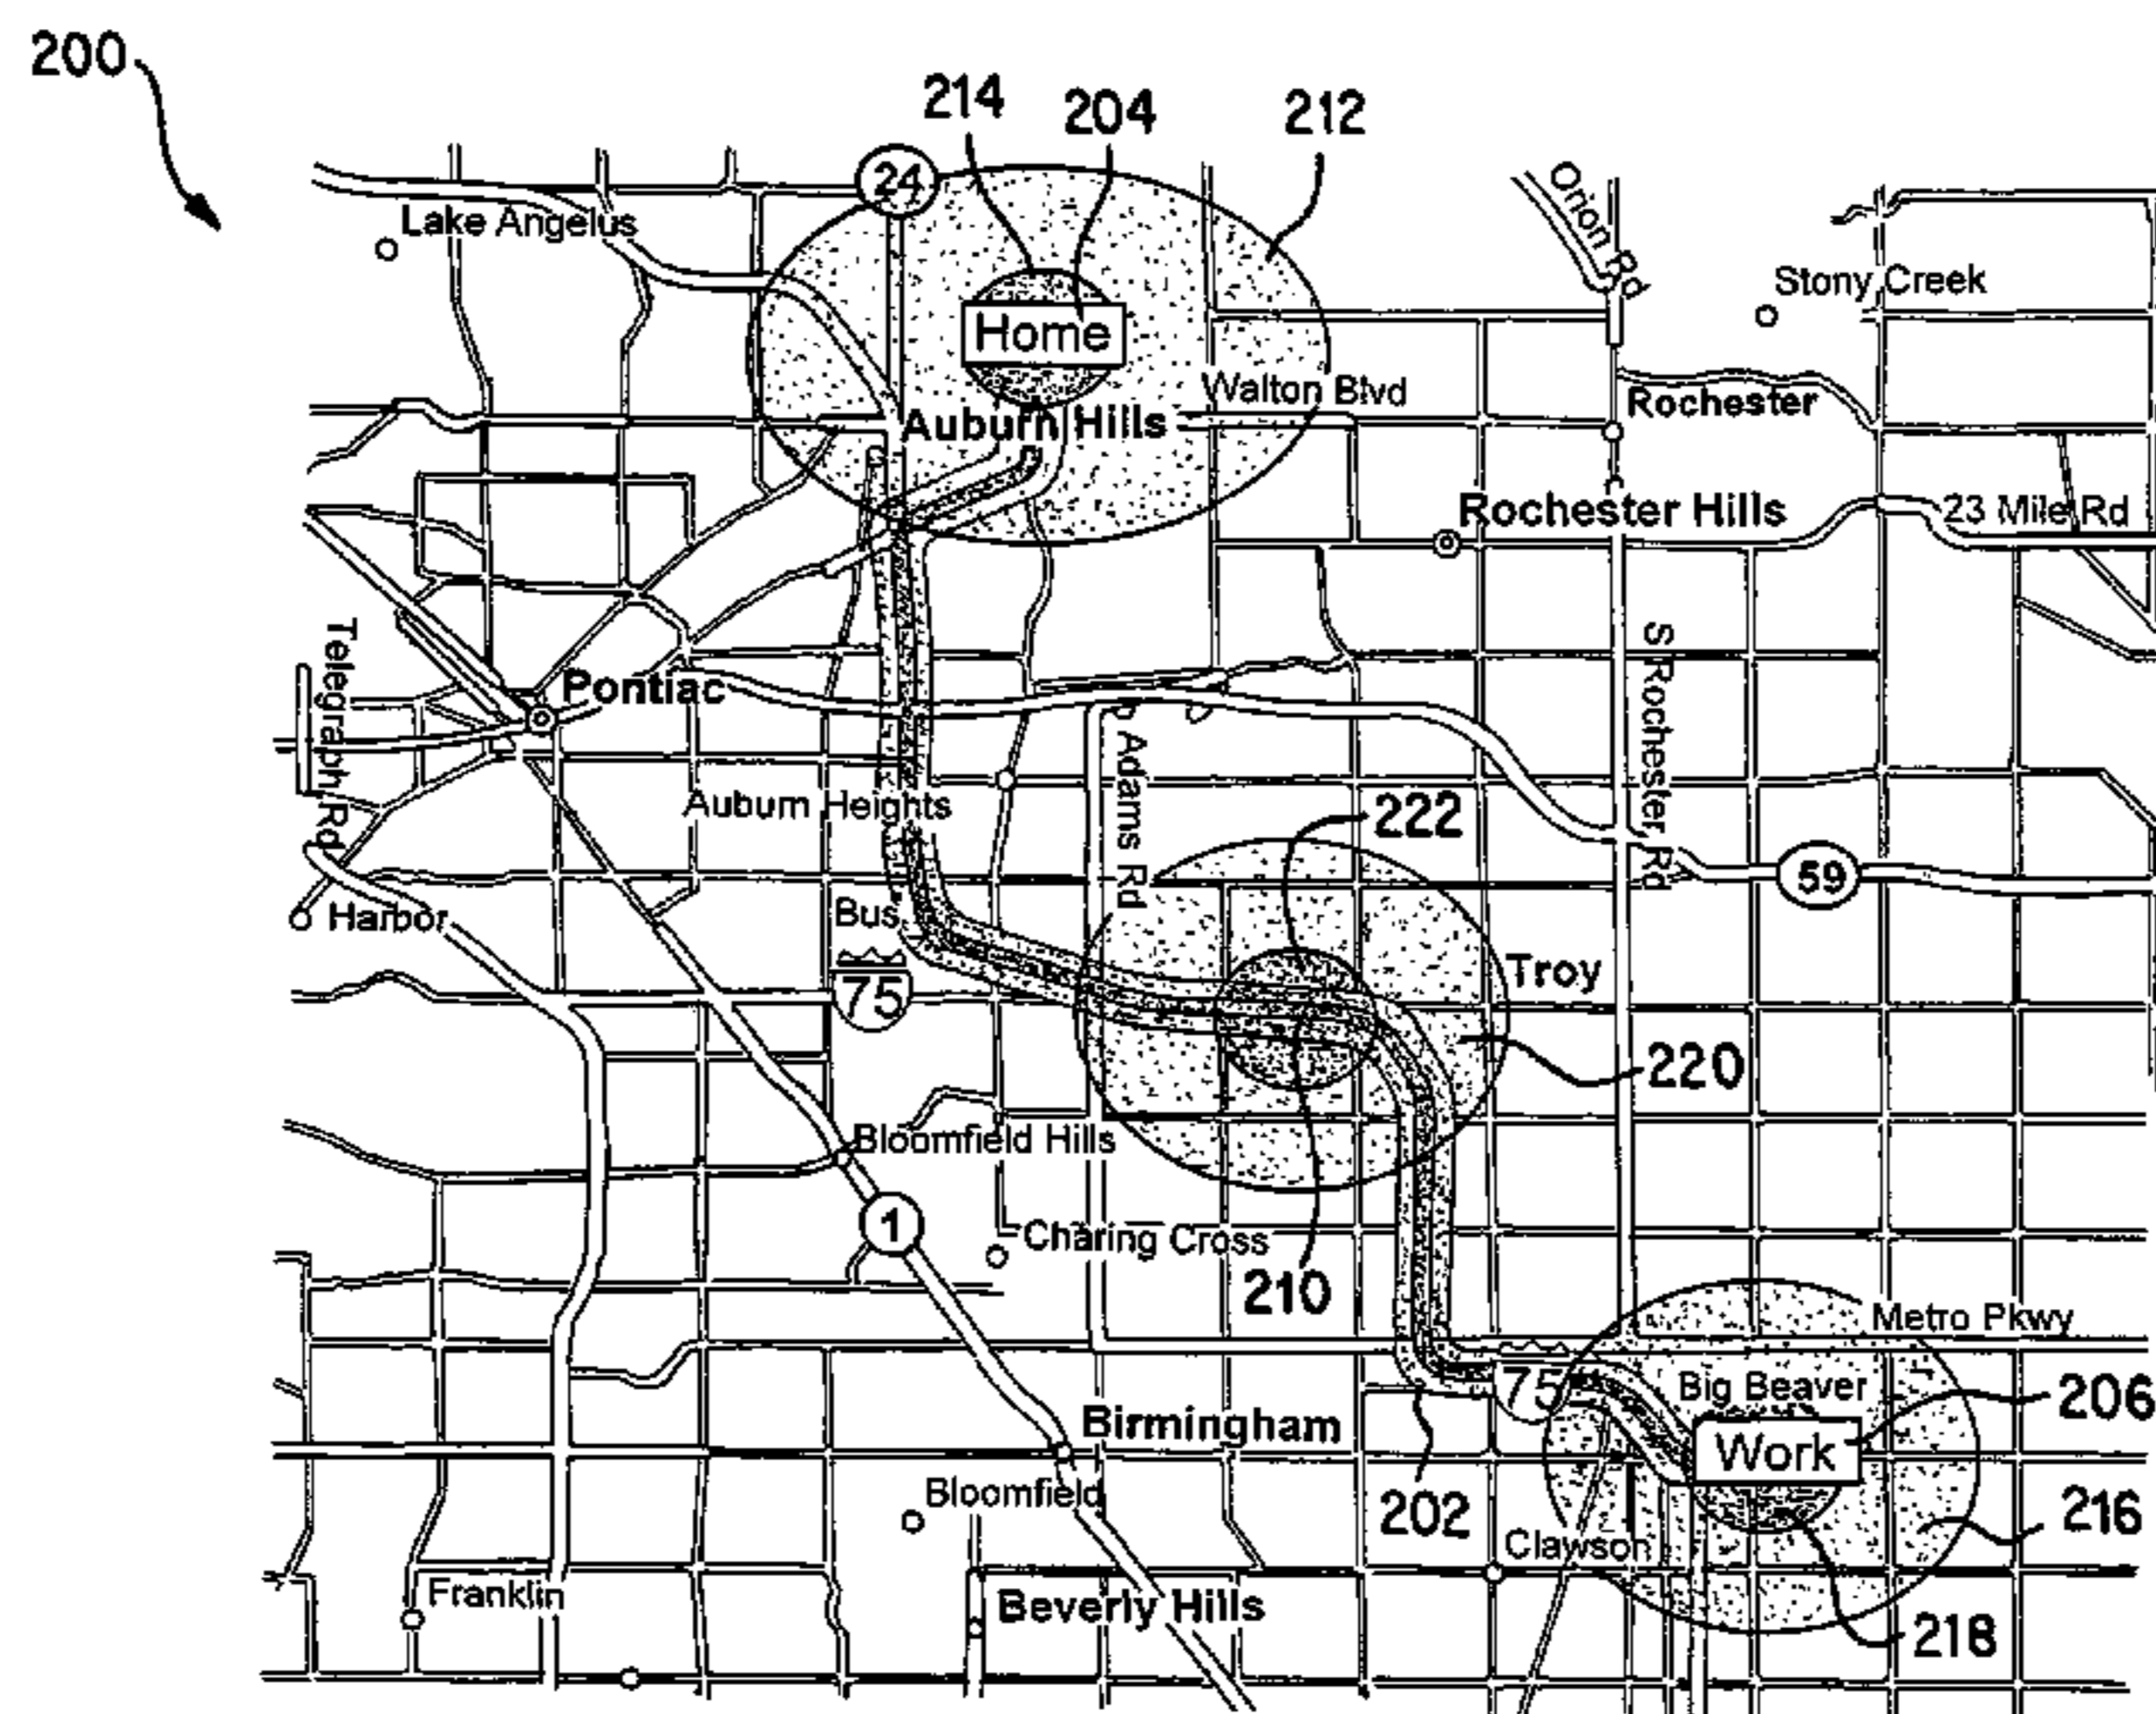 200
214
204
212
24
Lake Angelus
Orion Rd
Stony Creek
Home
Walton Blvd
Rochester
Auburn Hills
Rochester Hills
23 Mile Rd
Telegraph Rd
S Rochester Rd
Pontiac
Adams Rd
Auburn Heights
222
59
Harbor
Bus
75
Troy
220
Bloomfield Hills
1
Charing Cross
210
Metro Pkwy
75
Big Beaver
206
Birmingham
Work
Bloomfield
202
216
Clawson
Franklin
Beverly Hills
218